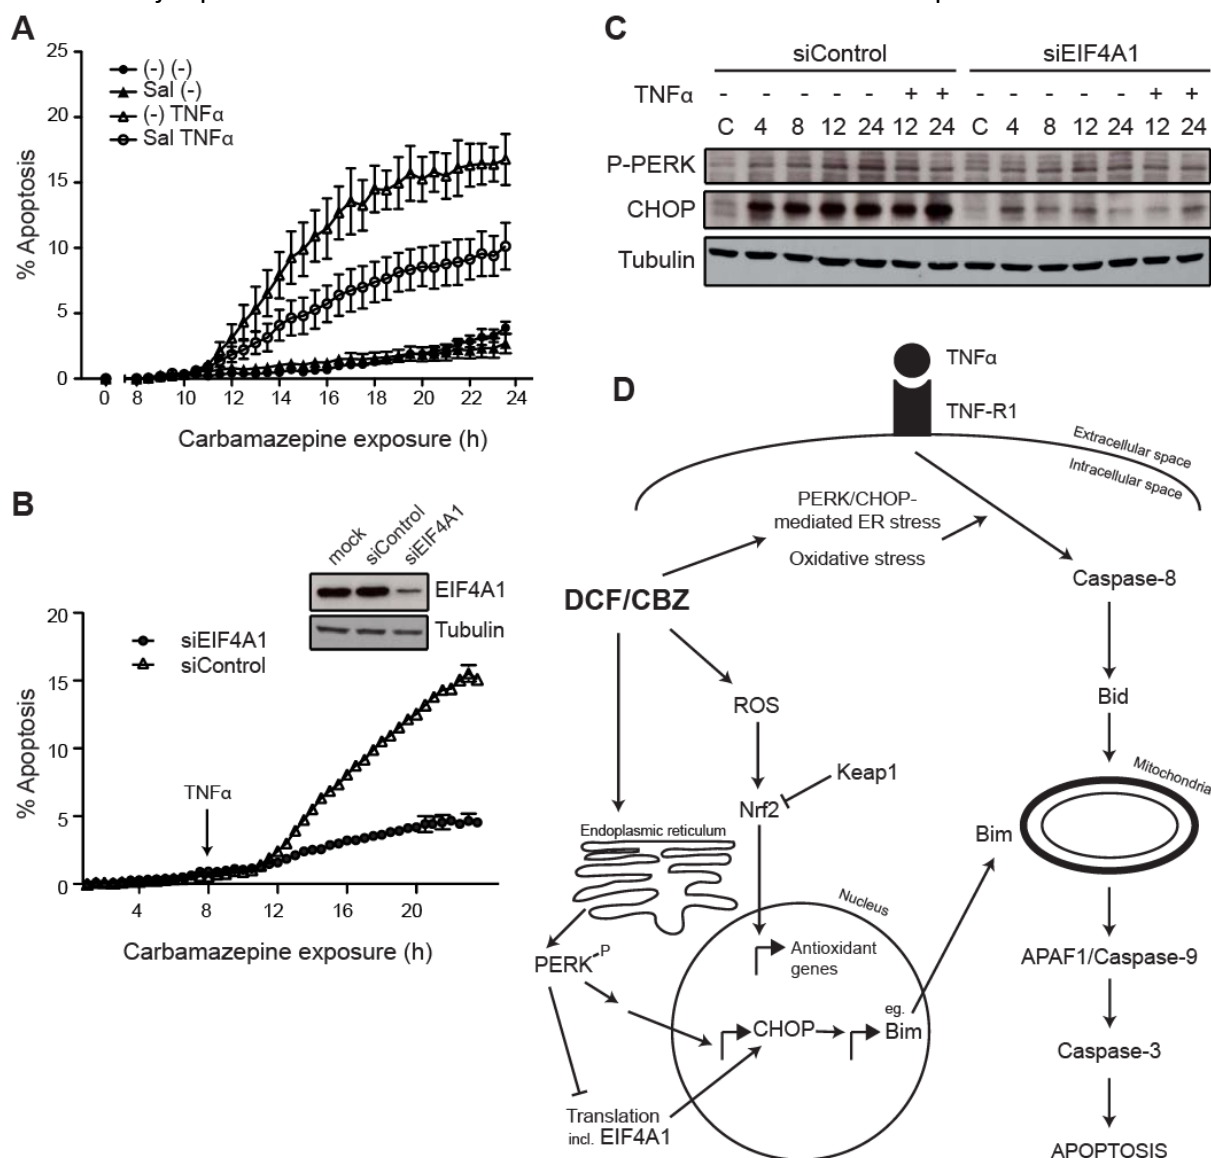 A
25
20
15
10
5
0
% Apoptosis
(-) (-)
Sal (-)
(-) TNFα
Sal TNFα
0 8 10 12 14 16 18 20 22 24
Carbamazepine exposure (h)
B
mock siControl siEIF4A1
EIF4A1
Tubulin
20
15
10
5
0
% Apoptosis
siEIF4A1
siControl
TNFα
4 8 12 16 20
Carbamazepine exposure (h)
C
siControl siEIF4A1
TNFα - - - - - + + - - - - - + +
C 4 8 12 24 12 24 C 4 8 12 24 12 24
P-PERK
CHOP
Tubulin
D
TNFα
TNF-R1
Extracellular space
Intracellular space
PERK/CHOP-
mediated ER stress
Oxidative stress
DCF/CBZ
Caspase-8
ROS
Bid
Keap1
Nrf2
Mitochondria
Endoplasmic reticulum
Bim
Nucleus
PERK-P
Antioxidant
genes
APAF1/Caspase-9
eg.
CHOP
Bim
Caspase-3
Translation
incl. EIF4A1
APOPTOSIS